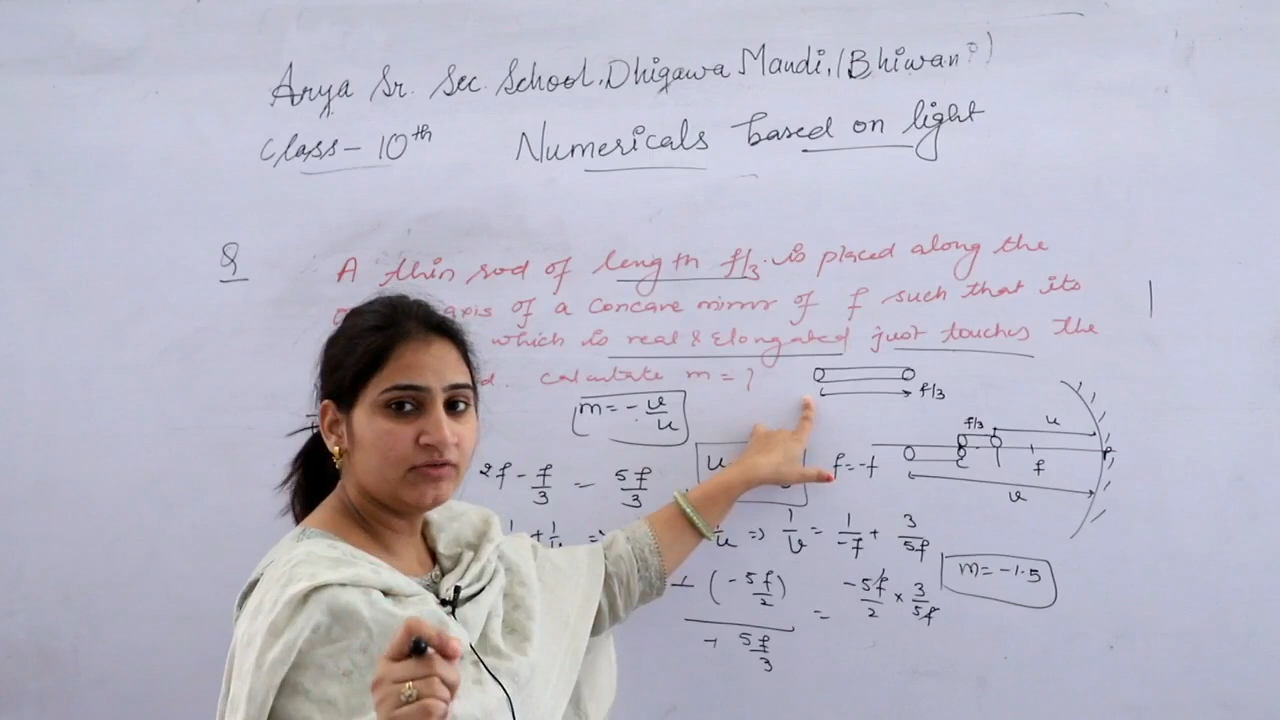 Arya Sr. Sec. School, Dhigawa Mandi, (Bhiwani)
Class - 10th Numericals based on light
Q A thin rod of length f/3 is placed along the
axis of a concave mirror of f such that its
which is real & Elongated just touches the
calculate m = ?
f/3
m = - v/u
f/3 u
f
v
2f - f/3 = 5f/3
u
f = -f
1/u => 1/v = 1/-f + 3/5f
m = -1.5
(-5f/2) / 5f/3 = -5f/2 × 3/5f